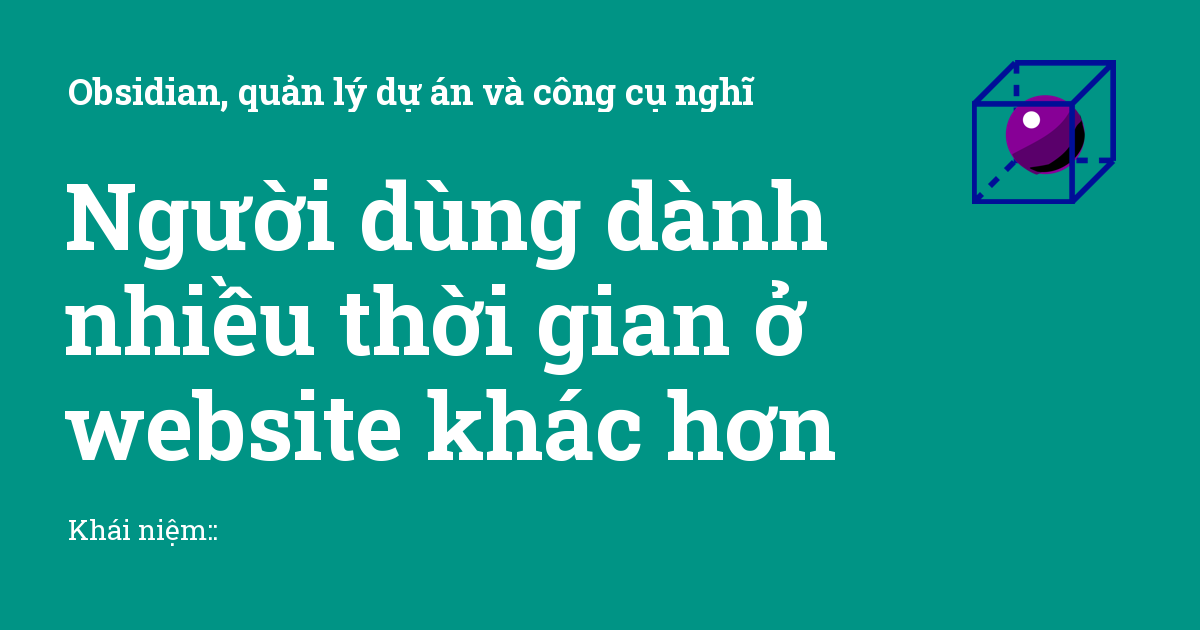 Obsidian, quản lý dự án và công cụ nghĩ
Người dùng dành
nhiều thời gian ở
website khác hơn
Khái niệm::